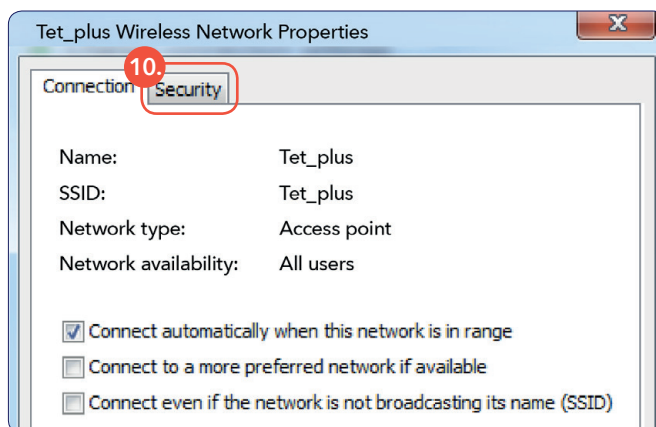 Tet_plus Wireless Network Properties
X
10.
Connection Security
Name: Tet_plus
SSID: Tet_plus
Network type: Access point
Network availability: All users
Connect automatically when this network is in range
Connect to a more preferred network if available
Connect even if the network is not broadcasting its name (SSID)